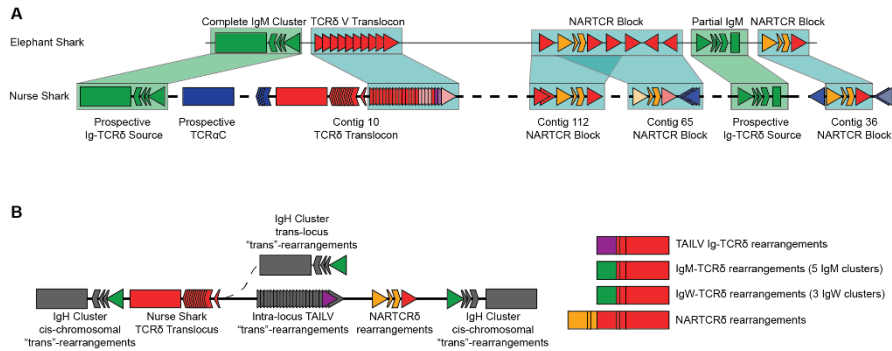 A
Complete IgM Cluster
TCRδ V Translocon
NARTCR Block
Partial IgM
NARTCR Block
Elephant Shark
Nurse Shark
Prospective
Ig-TCRδ Source
Prospective
TCRαC
Contig 10
TCRδ Translocon
Contig 112
NARTCR Block
Contig 65
NARTCR Block
Prospective
Ig-TCRδ Source
Contig 36
NARTCR Block
B
IgH Cluster
trans-locus
"trans"-rearrangements
IgH Cluster
cis-chromosomal
"trans"-rearrangements
Nurse Shark
TCRδ Translocus
Intra-locus TAILV
"trans"-rearrangements
NARTCRδ
rearrangements
IgH Cluster
cis-chromosomal
"trans"-rearrangements
TAILV Ig-TCRδ rearrangements
IgM-TCRδ rearrangements (5 IgM clusters)
IgW-TCRδ rearrangements (3 IgW clusters)
NARTCRδ rearrangements